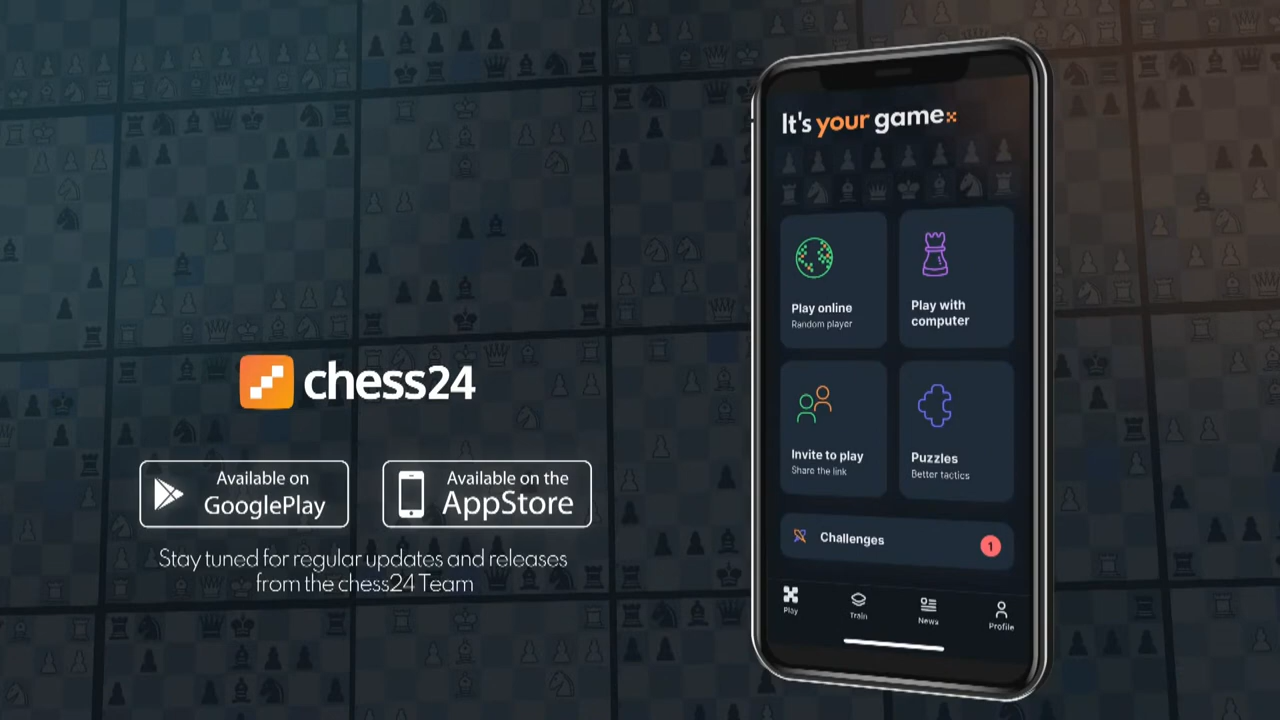 chess24
Available on
GooglePlay
Available on the
AppStore
Stay tuned for regular updates and releases
from the chess24 Team
It's your game
Play online
Random player
Play with
computer
Invite to play
Share the link
Puzzles
Better tactics
Challenges
1
Play
Train
News
Profile